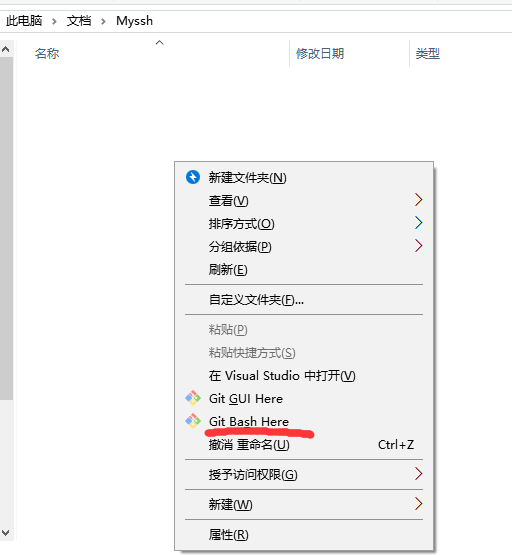 此电脑 > 文档 > Myssh
名称 修改日期 类型
新建文件夹(N)
查看(V)
排序方式(O)
分组依据(P)
刷新(E)
自定义文件夹(F)...
粘贴(P)
粘贴快捷方式(S)
在 Visual Studio 中打开(V)
Git GUI Here
Git Bash Here
撤消 重命名(U) Ctrl+Z
授予访问权限(G)
新建(W)
属性(R)